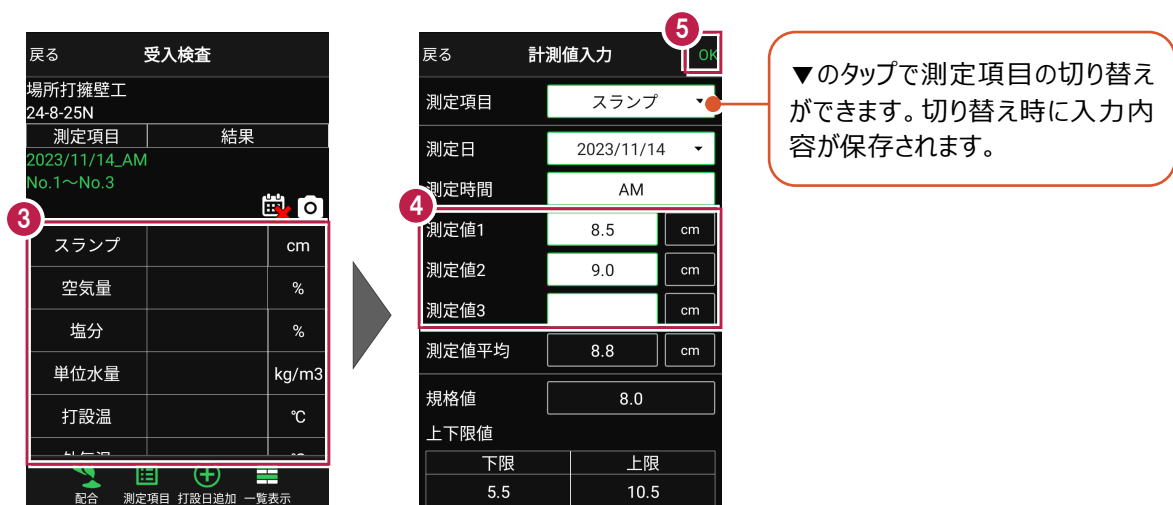 戻る 受入検査
場所打擁壁工
24-8-25N
測定項目 結果
2023/11/14_AM
No.1～No.3
3
スランプ cm
空気量 %
塩分 %
単位水量 kg/m3
打設温 ℃
配合 測定項目 打設日追加 一覧表示
5
戻る 計測値入力 OK
測定項目 スランプ
測定日 2023/11/14
測定時間 AM
4
測定値1 8.5 cm
測定値2 9.0 cm
測定値3 cm
測定値平均 8.8 cm
規格値 8.0
上下限値
下限 上限
5.5 10.5
▼のタップで測定項目の切り替え
ができます。切り替え時に入力内
容が保存されます。